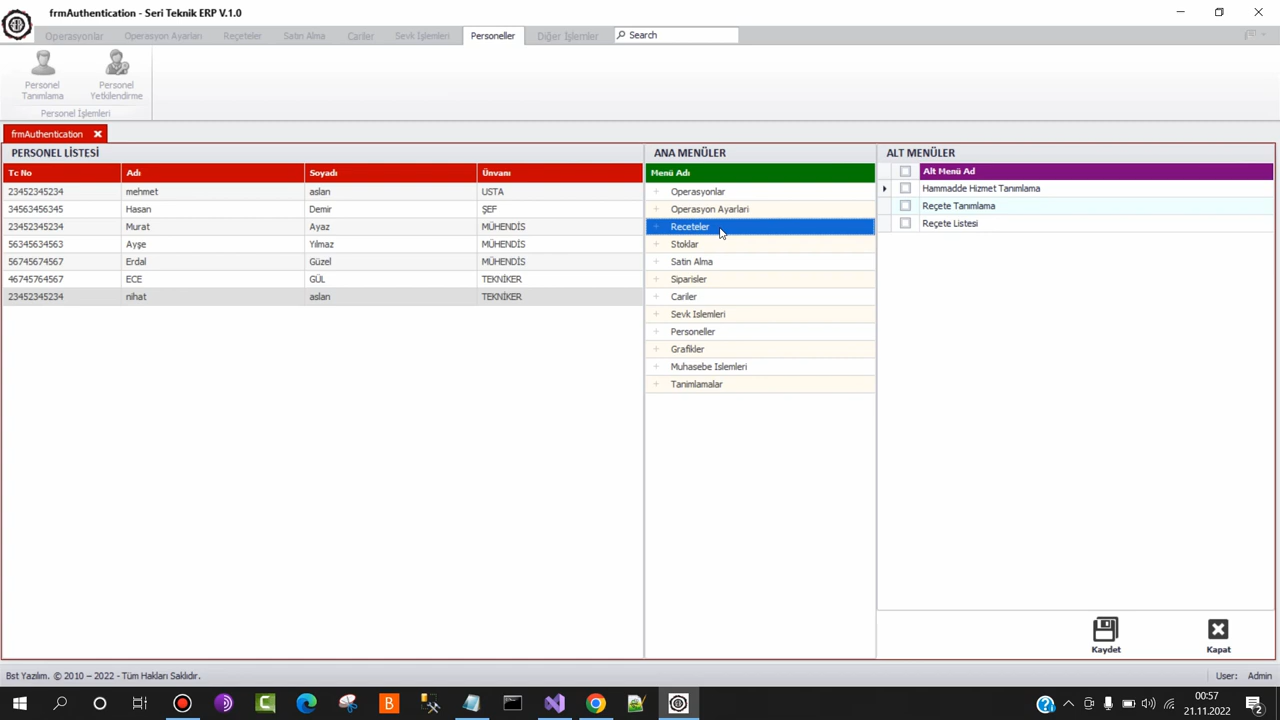 frmAuthentication - Seri Teknik ERP V.1.0
Operasyonlar Operasyon Ayarları Reçeteler Satın Alma Cariler Sevk İşlemleri Personeller Diğer İşlemler Search
Personel Tanımlama
Personel Yetkilendirme
Personel İşlemleri
frmAuthentication
PERSONEL LİSTESİ
Tc No Adı Soyadı Ünvanı
23452345234 mehmet aslan USTA
34563456345 Hasan Demir ŞEF
23452345234 Murat Ayaz MÜHENDİS
56345634563 Ayşe Yılmaz MÜHENDİS
56745674567 Erdal Güzel MÜHENDİS
46745764567 ECE GÜL TEKNİKER
23452345234 nihat aslan TEKNİKER
ANA MENÜLER
Menü Adı
Operasyonlar
Operasyon Ayarlari
Receteler
Stoklar
Satin Alma
Siparisler
Cariler
Sevk Islemleri
Personeller
Grafikler
Muhasebe Islemleri
Tanimlamalar
ALT MENÜLER
Alt Menü Ad
Hammadde Hizmet Tanımlama
Reçete Tanımlama
Reçete Listesi
Kaydet
Kapat
Bst Yazılım. © 2010 – 2022 - Tüm Hakları Saklıdır.
User: Admin
00:57
21.11.2022
2